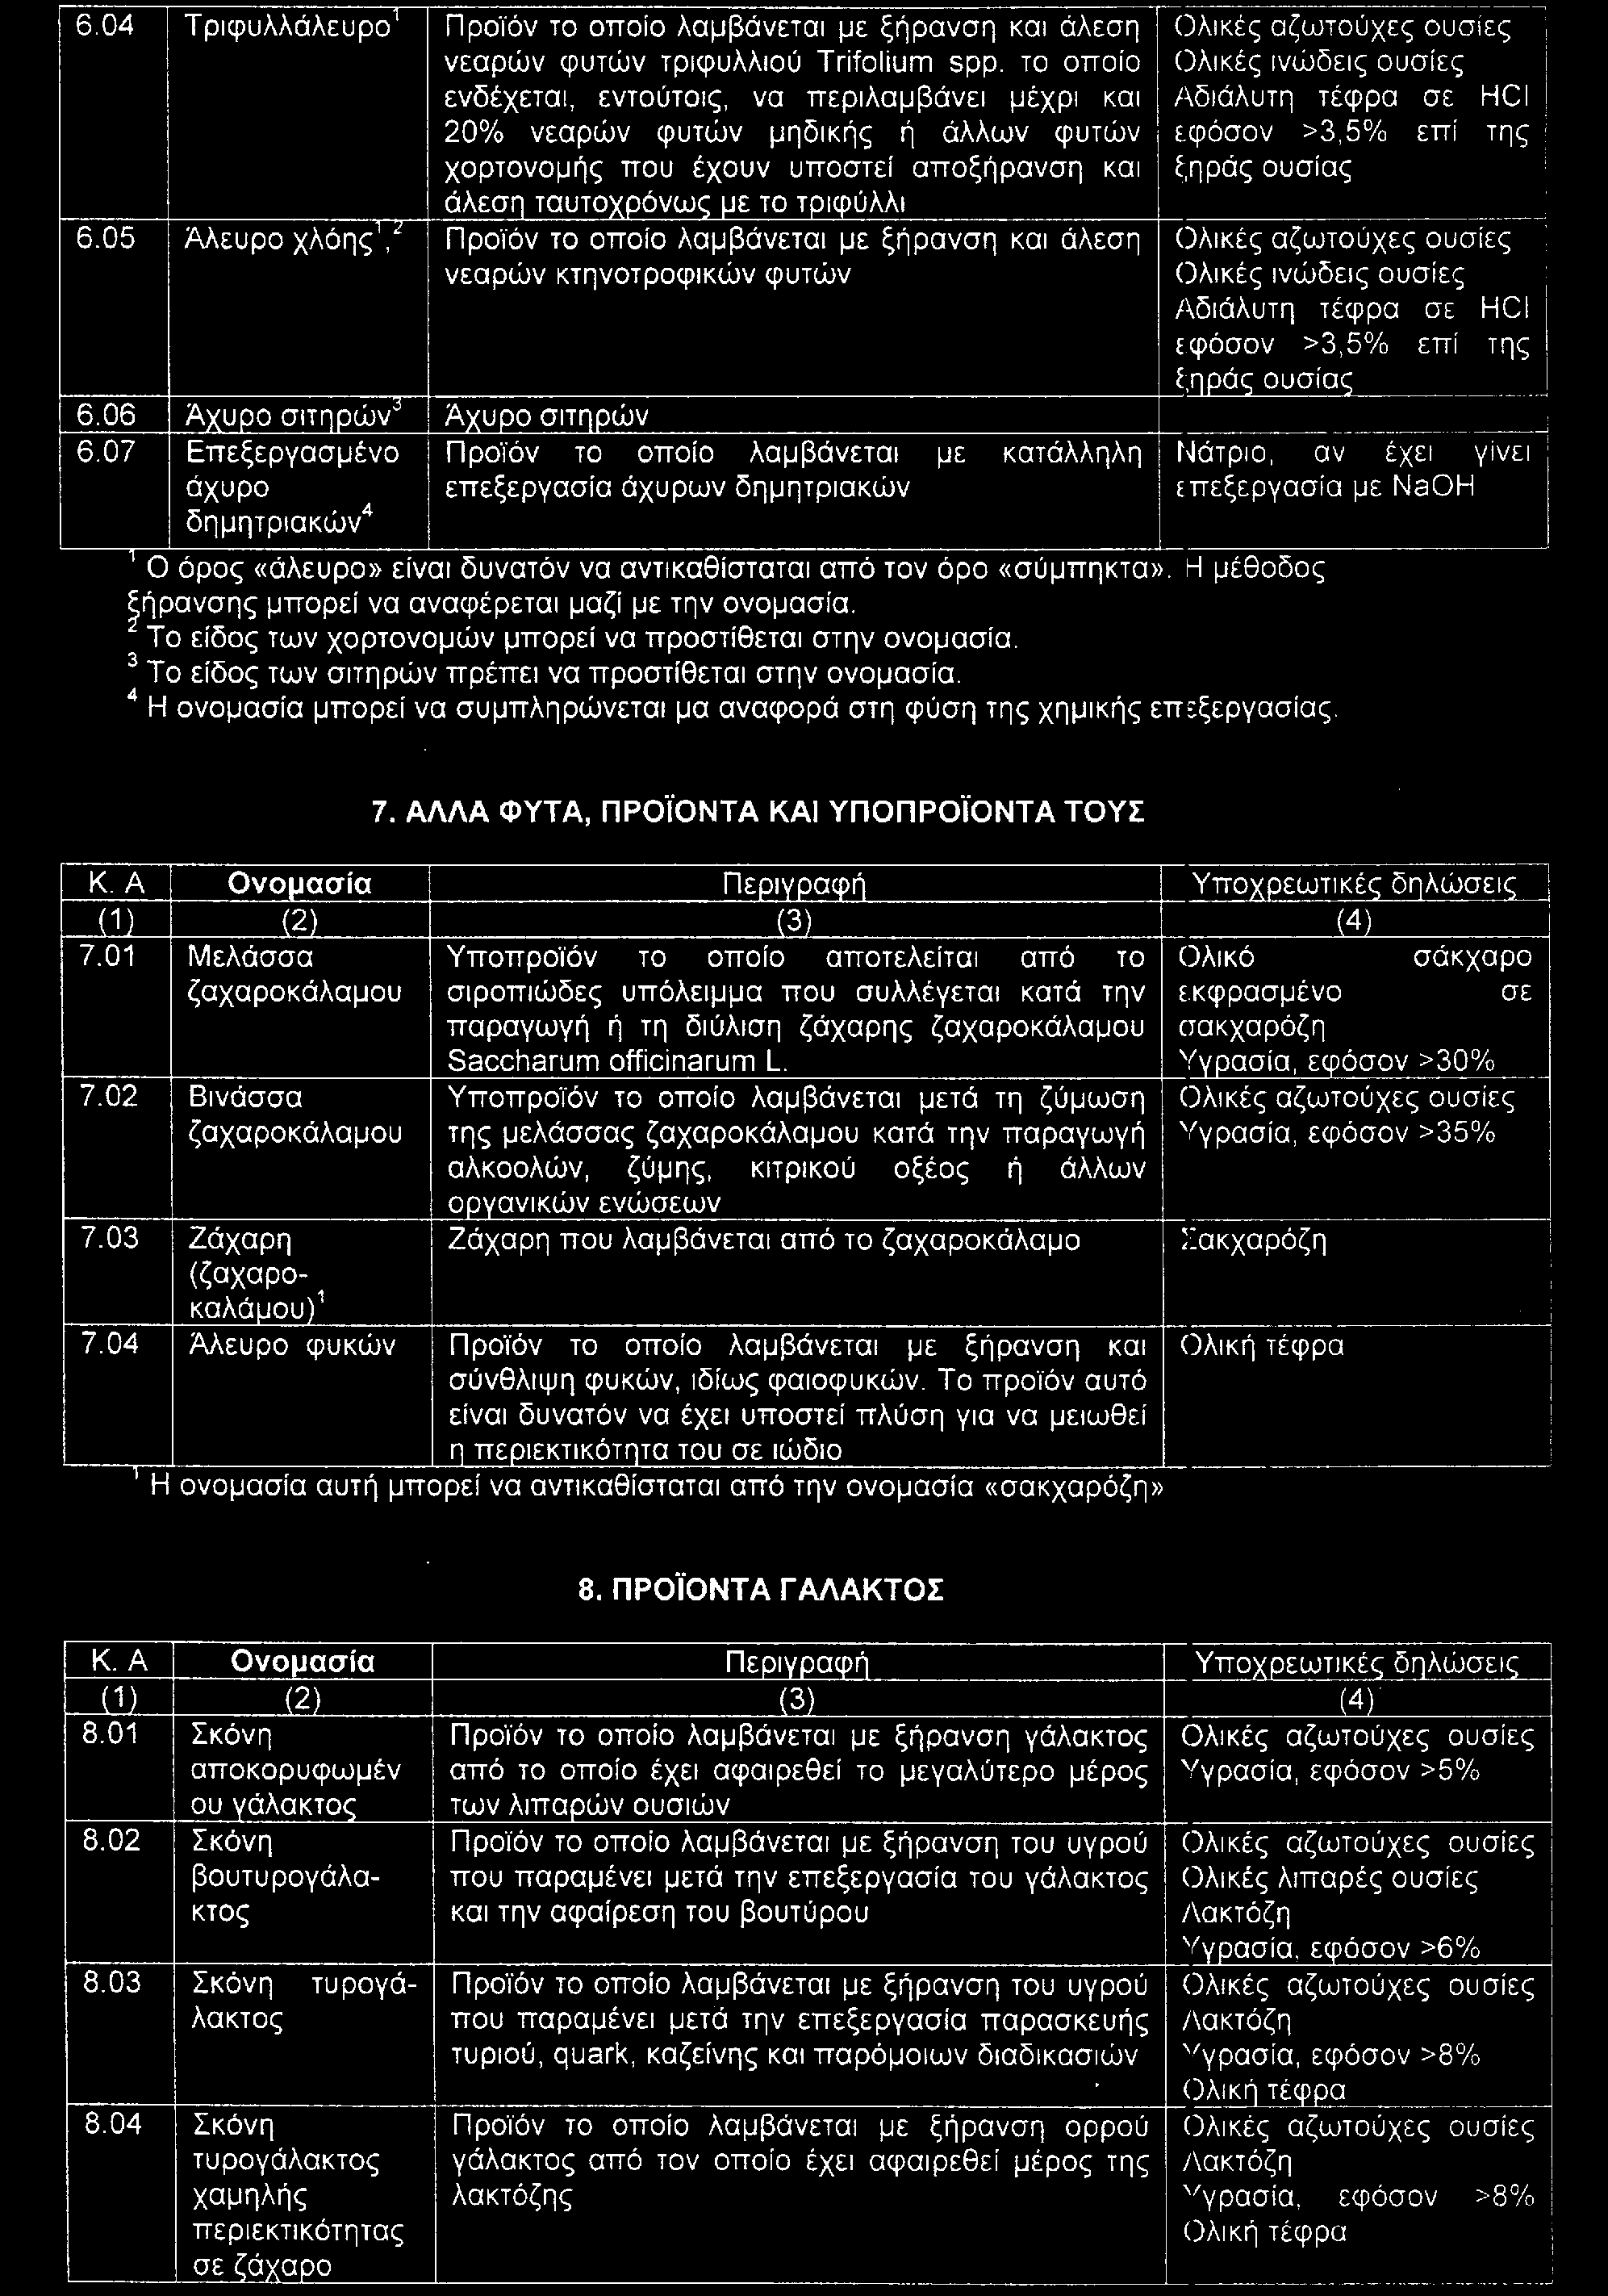 6.04 Τριφυλλάλευρο¹ Προϊόν το οποίο λαμβάνεται με ξήρανση και άλεση Ολικές αζωτούχες ουσίες
νεαρών φυτών τριφυλλιού Trifolium spp. το οποίο Ολικές ινώδεις ουσίες
ενδέχεται, εντούτοις, να περιλαμβάνει μέχρι και Αδιάλυτη τέφρα σε HCl
20% νεαρών φυτών μηδικής ή άλλων φυτών εφόσον >3,5% επί της
χορτονομής που έχουν υποστεί αποξήρανση και ξηράς ουσίας
άλεση ταυτοχρόνως με το τριφύλλι
6.05 Άλευρο χλόης¹,² Προϊόν το οποίο λαμβάνεται με ξήρανση και άλεση Ολικές αζωτούχες ουσίες
νεαρών κτηνοτροφικών φυτών Ολικές ινώδεις ουσίες
Αδιάλυτη τέφρα σε HCl
εφόσον >3,5% επί της
ξηράς ουσίας
6.06 Άχυρο σιτηρών³ Άχυρο σιτηρών
6.07 Επεξεργασμένο Προϊόν το οποίο λαμβάνεται με κατάλληλη Νάτριο, αν έχει γίνει
άχυρο επεξεργασία άχυρων δημητριακών επεξεργασία με NaOH
δημητριακών⁴
¹ Ο όρος «άλευρο» είναι δυνατόν να αντικαθίσταται από τον όρο «σύμπηκτα». Η μέθοδος
ξήρανσης μπορεί να αναφέρεται μαζί με την ονομασία.
² Το είδος των χορτονομών μπορεί να προστίθεται στην ονομασία.
³ Το είδος των σιτηρών πρέπει να προστίθεται στην ονομασία.
⁴ Η ονομασία μπορεί να συμπληρώνεται μα αναφορά στη φύση της χημικής επεξεργασίας.
7. ΑΛΛΑ ΦΥΤΑ, ΠΡΟΪΟΝΤΑ ΚΑΙ ΥΠΟΠΡΟΪΟΝΤΑ ΤΟΥΣ
Κ. Α Ονομασία Περιγραφή Υποχρεωτικές δηλώσεις
(1) (2) (3) (4)
7.01 Μελάσσα Υποπροϊόν το οποίο αποτελείται από το Ολικό σάκχαρο
ζαχαροκάλαμου σιροπιώδες υπόλειμμα που συλλέγεται κατά την εκφρασμένο σε
παραγωγή ή τη διύλιση ζάχαρης ζαχαροκάλαμου σακχαρόζη
Saccharum officinarum L. Υγρασία, εφόσον >30%
7.02 Βινάσσα Υποπροϊόν το οποίο λαμβάνεται μετά τη ζύμωση Ολικές αζωτούχες ουσίες
ζαχαροκάλαμου της μελάσσας ζαχαροκάλαμου κατά την παραγωγή Υγρασία, εφόσον >35%
αλκοολών, ζύμης, κιτρικού οξέος ή άλλων
οργανικών ενώσεων
7.03 Ζάχαρη Ζάχαρη που λαμβάνεται από το ζαχαροκάλαμο Σακχαρόζη
(ζαχαρο-
καλάμου)¹
7.04 Άλευρο φυκών Προϊόν το οποίο λαμβάνεται με ξήρανση και Ολική τέφρα
σύνθλιψη φυκών, ιδίως φαιοφυκών. Το προϊόν αυτό
είναι δυνατόν να έχει υποστεί πλύση για να μειωθεί
η περιεκτικότητα του σε ιώδιο
¹ Η ονομασία αυτή μπορεί να αντικαθίσταται από την ονομασία «σακχαρόζη»
8. ΠΡΟΪΟΝΤΑ ΓΑΛΑΚΤΟΣ
Κ. Α Ονομασία Περιγραφή Υποχρεωτικές δηλώσεις
(1) (2) (3) (4)
8.01 Σκόνη Προϊόν το οποίο λαμβάνεται με ξήρανση γάλακτος Ολικές αζωτούχες ουσίες
αποκορυφωμέν από το οποίο έχει αφαιρεθεί το μεγαλύτερο μέρος Υγρασία, εφόσον >5%
ου γάλακτος των λιπαρών ουσιών
8.02 Σκόνη Προϊόν το οποίο λαμβάνεται με ξήρανση του υγρού Ολικές αζωτούχες ουσίες
βουτυρογάλα- που παραμένει μετά την επεξεργασία του γάλακτος Ολικές λιπαρές ουσίες
κτος και την αφαίρεση του βουτύρου Λακτόζη
Υγρασία, εφόσον >6%
8.03 Σκόνη τυρογά- Προϊόν το οποίο λαμβάνεται με ξήρανση του υγρού Ολικές αζωτούχες ουσίες
λακτος που παραμένει μετά την επεξεργασία παρασκευής Λακτόζη
τυριού, quark, καζείνης και παρόμοιων διαδικασιών Υγρασία, εφόσον >8%
Ολική τέφρα
8.04 Σκόνη Προϊόν το οποίο λαμβάνεται με ξήρανση ορρού Ολικές αζωτούχες ουσίες
τυρογάλακτος γάλακτος από τον οποίο έχει αφαιρεθεί μέρος της Λακτόζη
χαμηλής λακτόζης Υγρασία, εφόσον >8%
περιεκτικότητας Ολική τέφρα
σε ζάχαρο